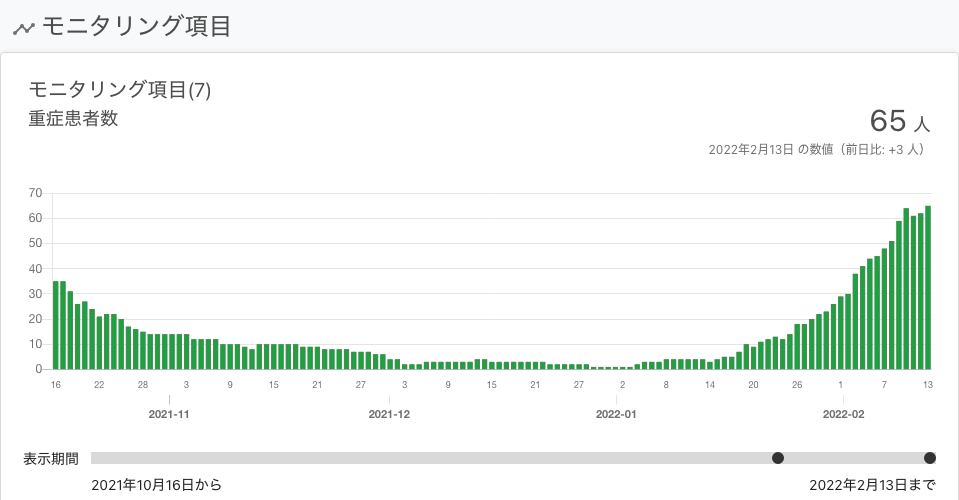 モニタリング項目
モニタリング項目(7)
重症患者数
65 人
2022年2月13日 の数値（前日比: +3 人）
70
60
50
40
30
20
10
0
16 22 28 3 9 15 21 27 3 9 15 21 27 2 8 14 20 26 1 7 13
2021-11 2021-12 2022-01 2022-02
表示期間
2021年10月16日から 2022年2月13日まで